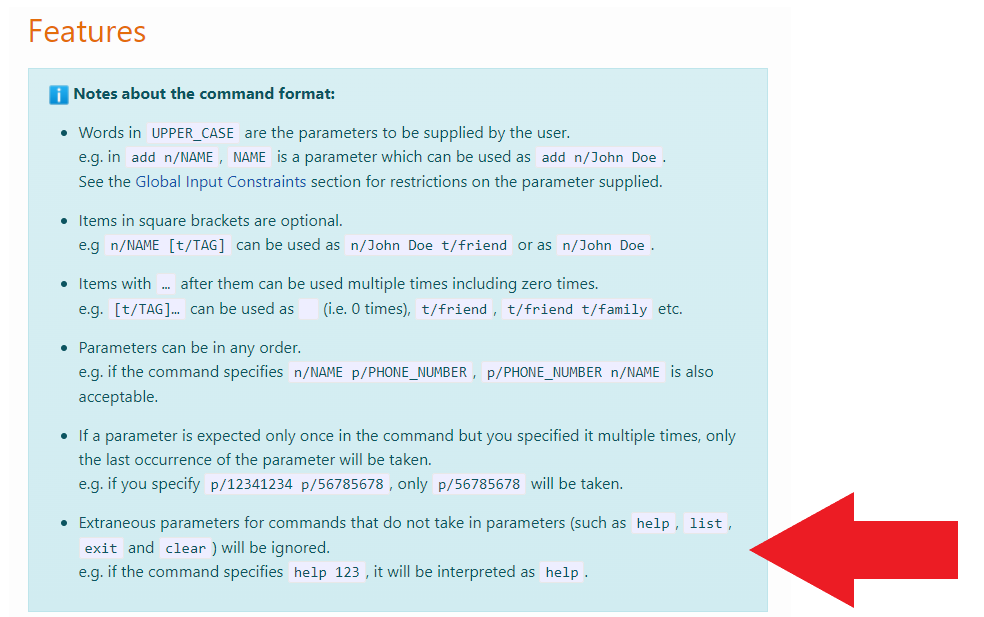 Features
Notes about the command format:
• Words in UPPER_CASE are the parameters to be supplied by the user.
e.g. in add n/NAME, NAME is a parameter which can be used as add n/John Doe.
See the Global Input Constraints section for restrictions on the parameter supplied.
• Items in square brackets are optional.
e.g n/NAME [t/TAG] can be used as n/John Doe t/friend or as n/John Doe.
• Items with … after them can be used multiple times including zero times.
e.g. [t/TAG]… can be used as   (i.e. 0 times), t/friend, t/friend t/family etc.
• Parameters can be in any order.
e.g. if the command specifies n/NAME p/PHONE_NUMBER, p/PHONE_NUMBER n/NAME is also
acceptable.
• If a parameter is expected only once in the command but you specified it multiple times, only
the last occurrence of the parameter will be taken.
e.g. if you specify p/12341234 p/56785678, only p/56785678 will be taken.
• Extraneous parameters for commands that do not take in parameters (such as help, list,
exit and clear) will be ignored.
e.g. if the command specifies help 123, it will be interpreted as help.